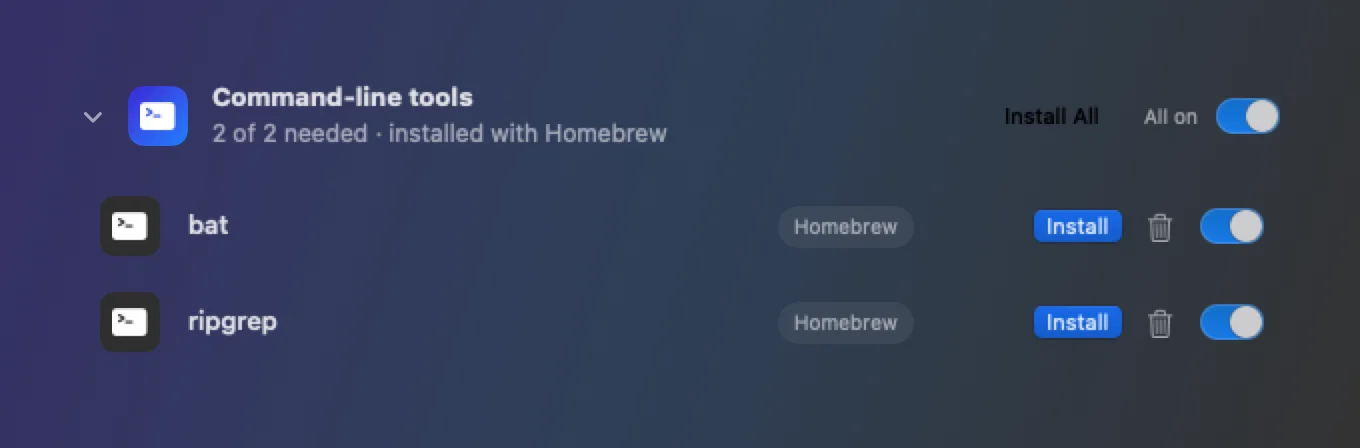 Command-line tools
2 of 2 needed · installed with Homebrew
Install All
All on
bat
Homebrew
Install
ripgrep
Homebrew
Install